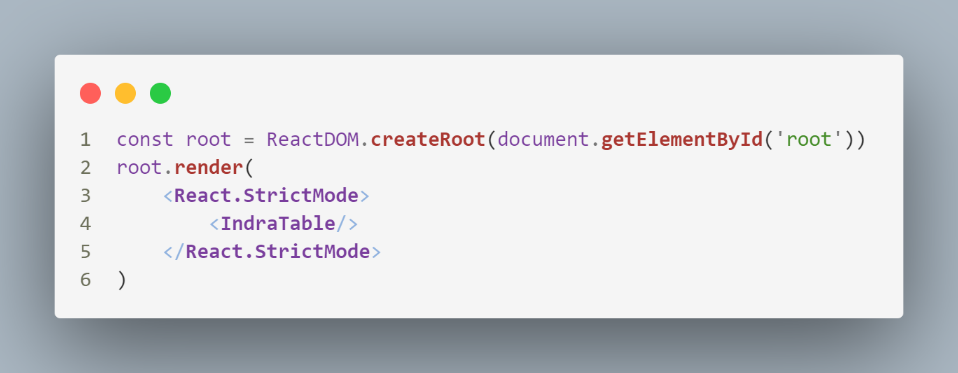 1 const root = ReactDOM.createRoot(document.getElementById('root'))
2 root.render(
3     <React.StrictMode>
4         <IndraTable/>
5     </React.StrictMode>
6 )